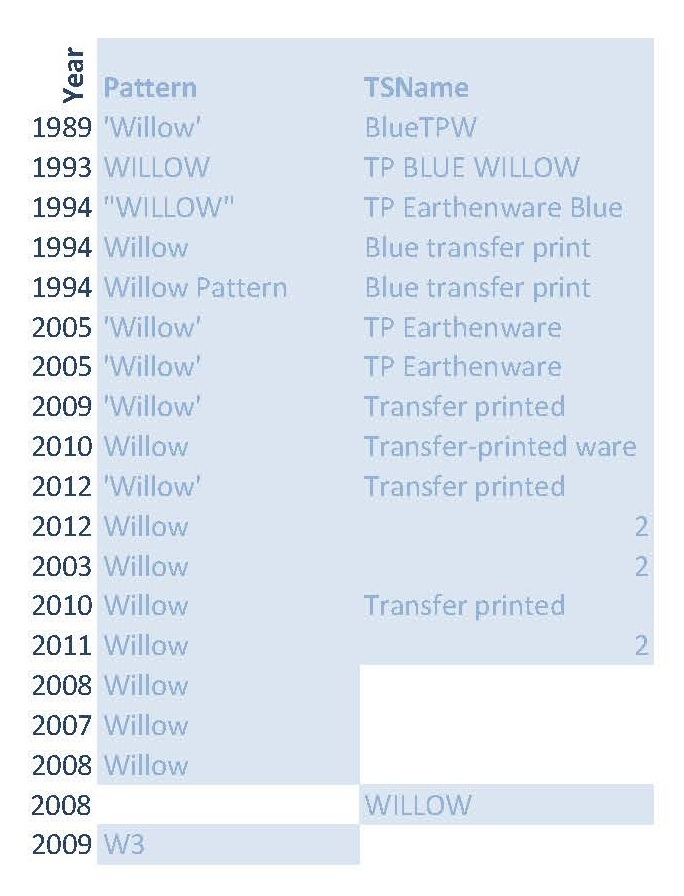 Year Pattern TSName
1989 'Willow' BlueTPW
1993 WILLOW TP BLUE WILLOW
1994 "WILLOW" TP Earthenware Blue
1994 Willow Blue transfer print
1994 Willow Pattern Blue transfer print
2005 'Willow' TP Earthenware
2005 'Willow' TP Earthenware
2009 'Willow' Transfer printed
2010 Willow Transfer-printed ware
2012 'Willow' Transfer printed
2012 Willow 2
2003 Willow 2
2010 Willow Transfer printed
2011 Willow 2
2008 Willow
2007 Willow
2008 Willow
2008 WILLOW
2009 W3